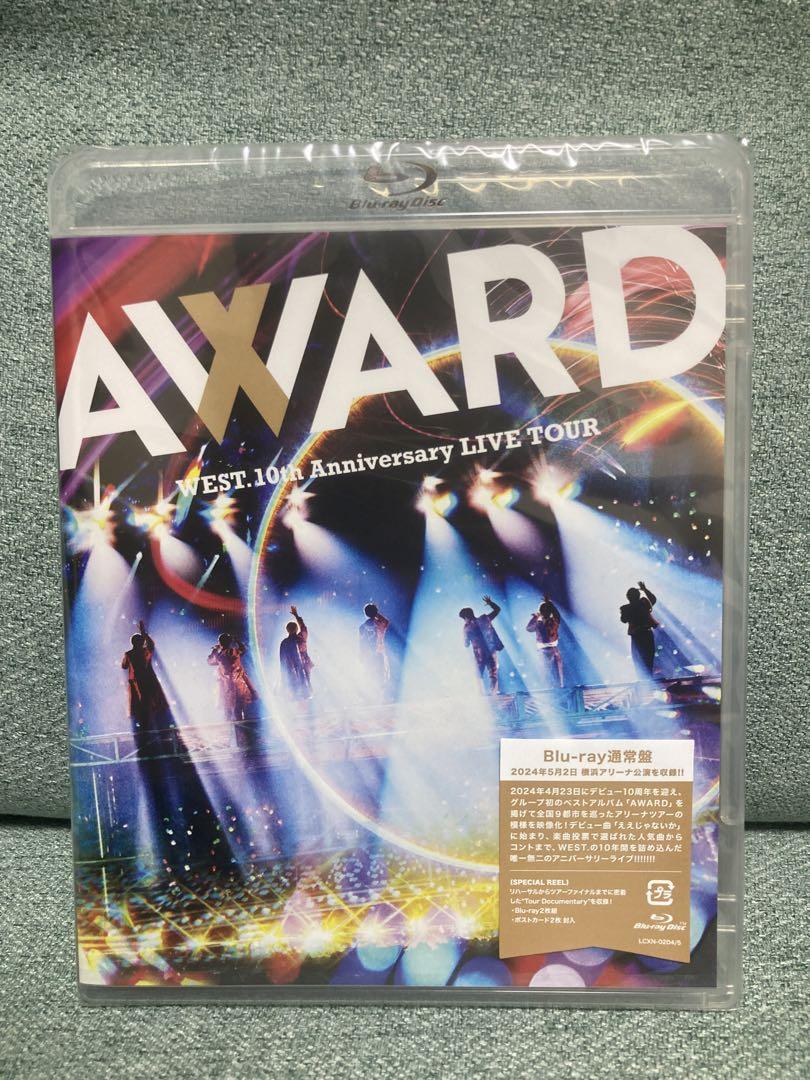 Blu-ray Disc
AWARD
WEST.10th Anniversary LIVE TOUR
Blu-ray通常盤
2024年5月2日 横浜アリーナ公演を収録!!
2024年4月23日にデビュー10周年を迎え、
グループ初のベストアルバム「AWARD」を
掲げて全国9都市を巡ったアリーナツアーの
模様を映像化!デビュー曲「ええじゃないか」
に始まり、楽曲投票で選ばれた人気曲から
コントまで、WEST.の10年間を詰め込んだ
唯一無二のアニバーサリーライブ!!!!!!!
(SPECIAL REEL)
リハーサルからツアーファイナルまでに密着
した"Tour Documentary"を収録!
・Blu-ray2枚組
・ポストカード2枚 封入
プラ
Blu-ray Disc
LCXN-0204/5